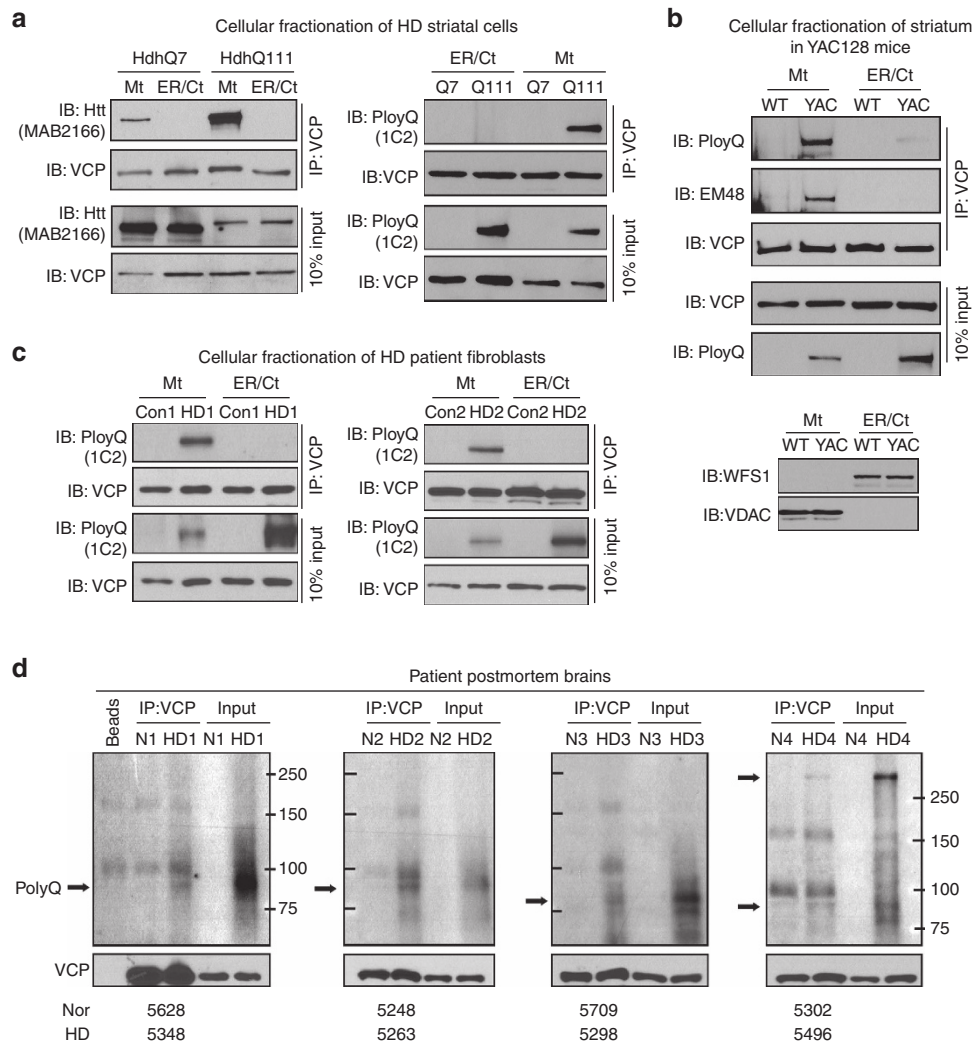 a
Cellular fractionation of HD striatal cells
HdhQ7 HdhQ111
Mt ER/Ct Mt ER/Ct
IB: Htt
(MAB2166)
IB: VCP
IP: VCP
IB: Htt
(MAB2166)
IB: VCP
10% input
ER/Ct Mt
Q7 Q111 Q7 Q111
IB: PloyQ
(1C2)
IB:VCP
IP: VCP
IB: PloyQ
(1C2)
IB: VCP
10% input
b
Cellular fractionation of striatum
in YAC128 mice
Mt ER/Ct
WT YAC WT YAC
IB: PloyQ
IB: EM48
IB: VCP
IP: VCP
IB: VCP
IB: PloyQ
10% input
Mt ER/Ct
WT YAC WT YAC
IB:WFS1
IB:VDAC
c
Cellular fractionation of HD patient fibroblasts
Mt ER/Ct
Con1 HD1 Con1 HD1
IB: PloyQ
(1C2)
IB: VCP
IP: VCP
IB: PloyQ
(1C2)
IB: VCP
10% input
Mt ER/Ct
Con2 HD2 Con2 HD2
IB: PloyQ
(1C2)
IB: VCP
IP: VCP
IB: PloyQ
(1C2)
IB: VCP
10% input
d
Patient postmortem brains
Beads
IP:VCP Input
N1 HD1 N1 HD1
250
150
100
75
PolyQ
VCP
IP:VCP Input
N2 HD2 N2 HD2
IP:VCP Input
N3 HD3 N3 HD3
IP:VCP Input
N4 HD4 N4 HD4
250
150
100
75
Nor 5628 5248 5709 5302
HD 5348 5263 5298 5496